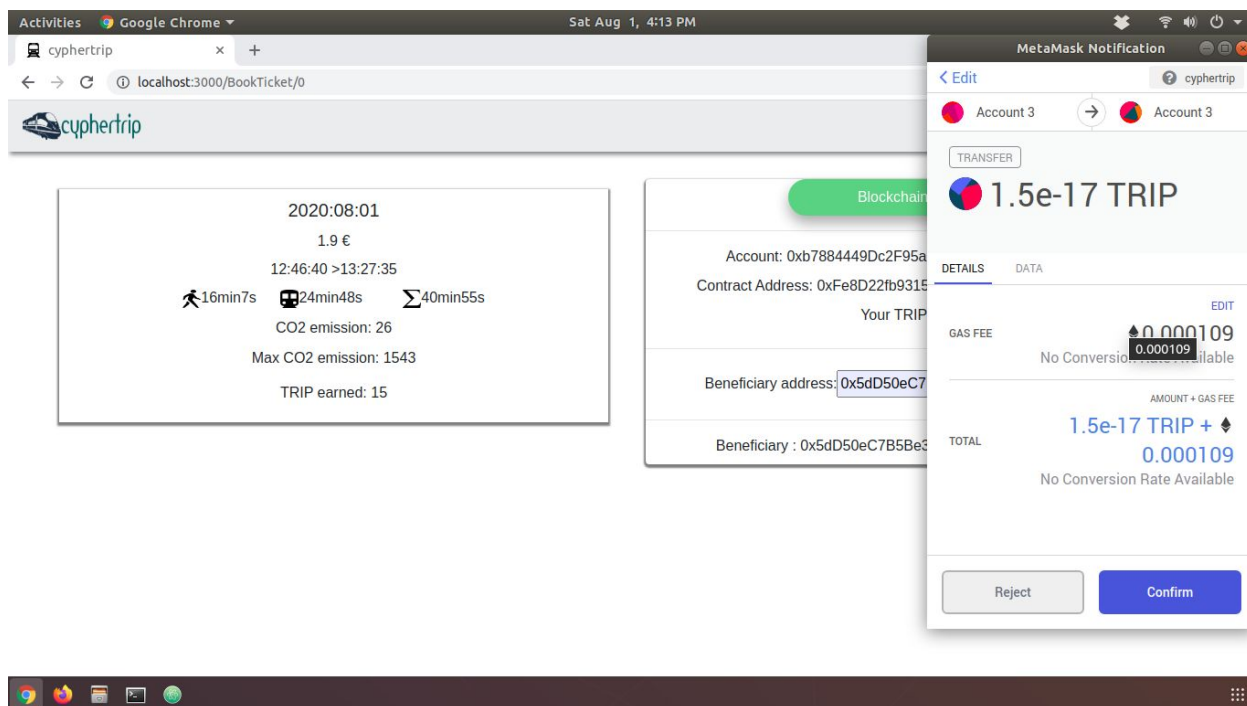 Activities Google Chrome Sat Aug 1, 4:13 PM
cyphertrip
localhost:3000/BookTicket/0
cyphertrip
2020:08:01
1.9 €
12:46:40 >13:27:35
16min7s 24min48s ∑40min55s
CO2 emission: 26
Max CO2 emission: 1543
TRIP earned: 15
Blockchain
Account: 0xb7884449Dc2F95a
Contract Address: 0xFe8D22fb9315
Your TRIP
Beneficiary address: 0x5dD50eC7
Beneficiary : 0x5dD50eC7B5Be3
MetaMask Notification
< Edit cyphertrip
Account 3 Account 3
TRANSFER
1.5e-17 TRIP
DETAILS DATA
EDIT
GAS FEE 0.000109
0.000109
No Conversion Rate Available
AMOUNT + GAS FEE
TOTAL 1.5e-17 TRIP +
0.000109
No Conversion Rate Available
Reject Confirm